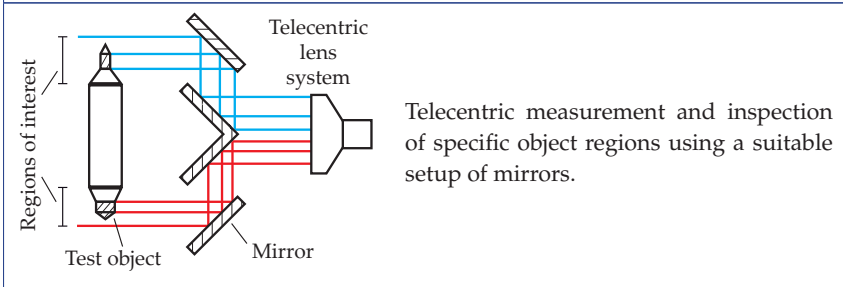 Telecentric
lens
system
Regions of interest
Test object
Mirror
Telecentric measurement and inspection
of specific object regions using a suitable
setup of mirrors.